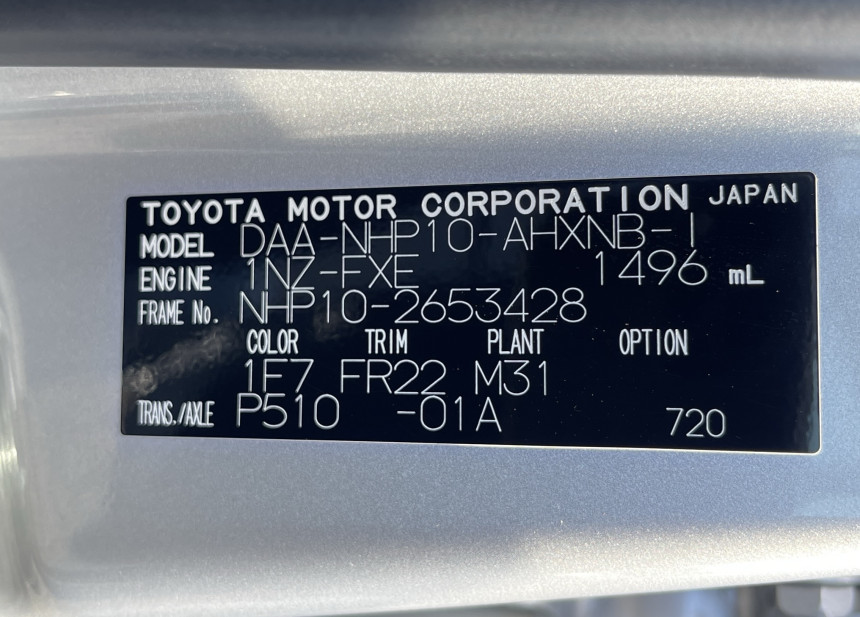 TOYOTA MOTOR CORPORATION JAPAN
MODEL DAA-NHP10-AHXNB-I
ENGINE 1NZ-FXE 1496 mL
FRAME No. NHP10-2653428
COLOR TRIM PLANT OPTION
1F7 FR22 M31
TRANS./AXLE P510 -01A 720